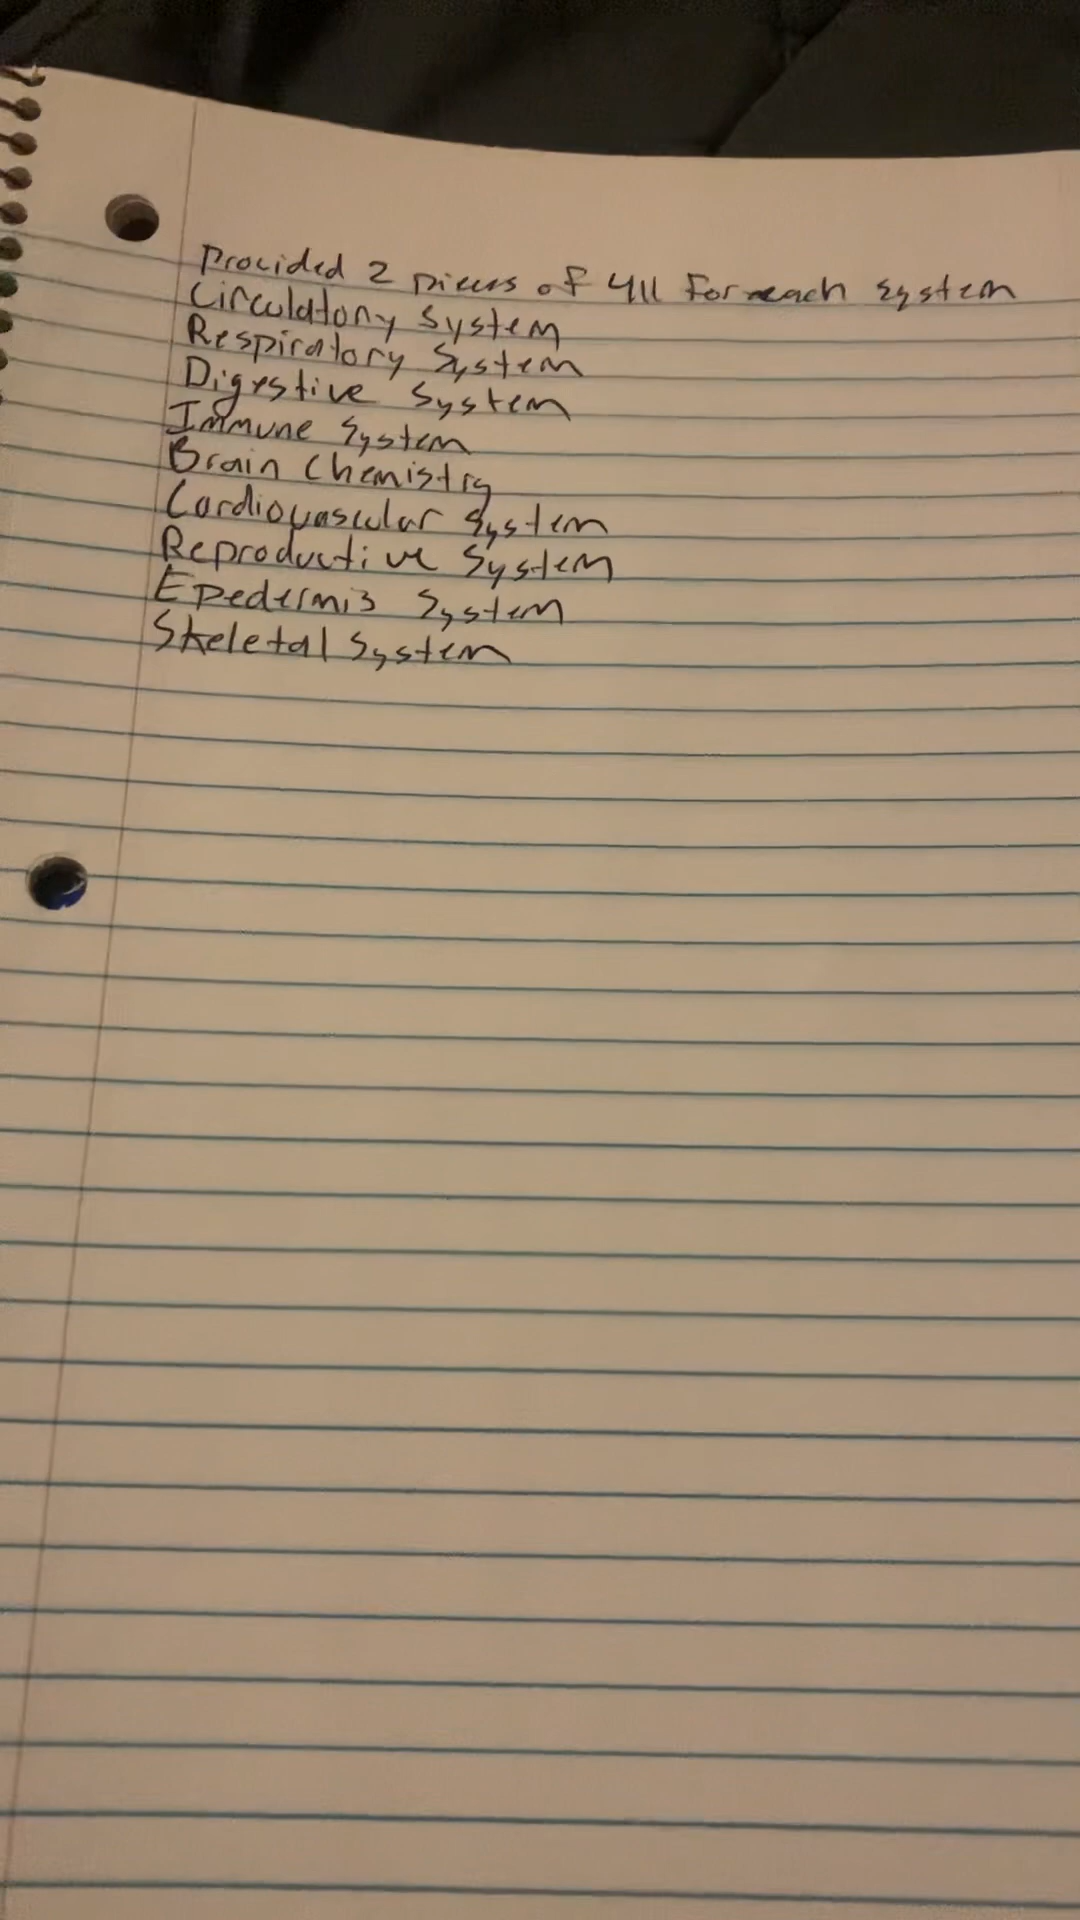 Provided 2 pieces of 411 For each system
Circulatory System
Respiratory System
Digestive System
Immune System
Brain Chemistry
Cardiovascular System
Reproductive System
Epedermis System
Skeletal System